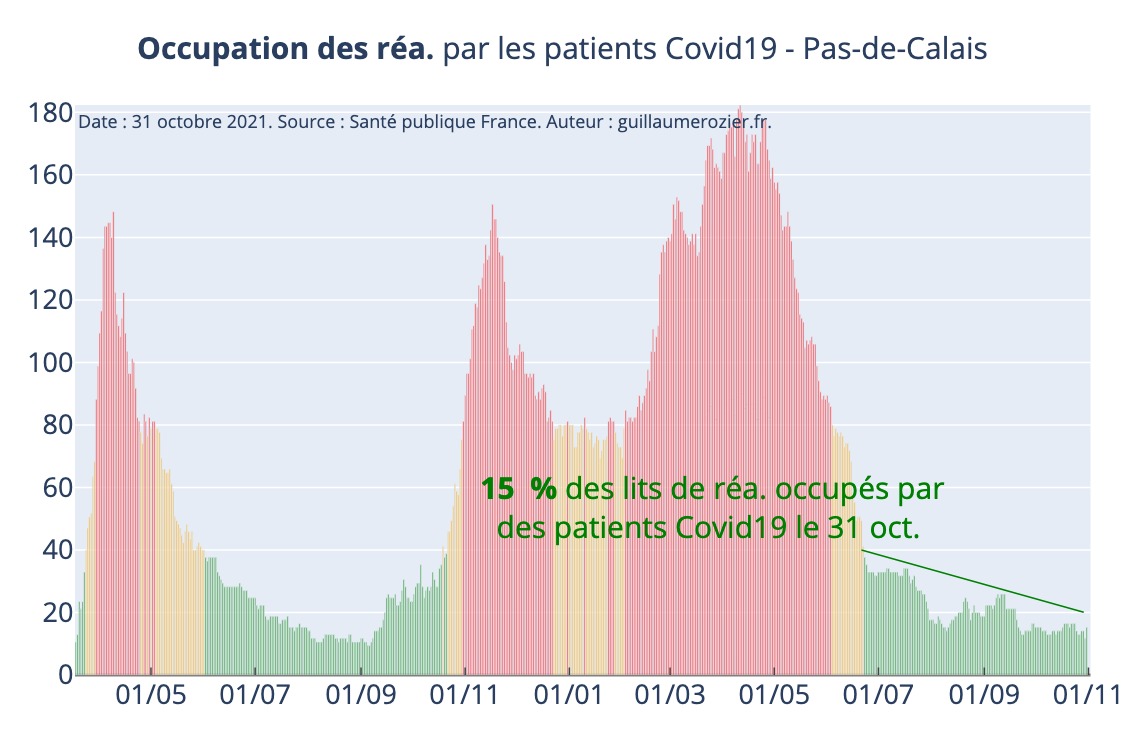 Occupation des réa. par les patients Covid19 - Pas-de-Calais
180
Date : 31 octobre 2021. Source : Santé publique France. Auteur : guillaumerozier.fr.
160
140
120
100
80
60
15 % des lits de réa. occupés par
des patients Covid19 le 31 oct.
40
20
0
01/05 01/07 01/09 01/11 01/01 01/03 01/05 01/07 01/09 01/11